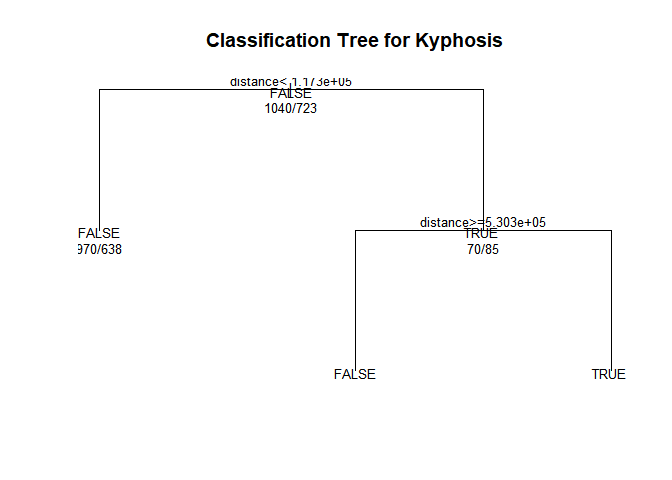 Classification Tree for Kyphosis
distance< 1.173e+05
FALSE
1040/723
distance>=5.303e+05
FALSE
970/638
TRUE
70/85
FALSE
TRUE